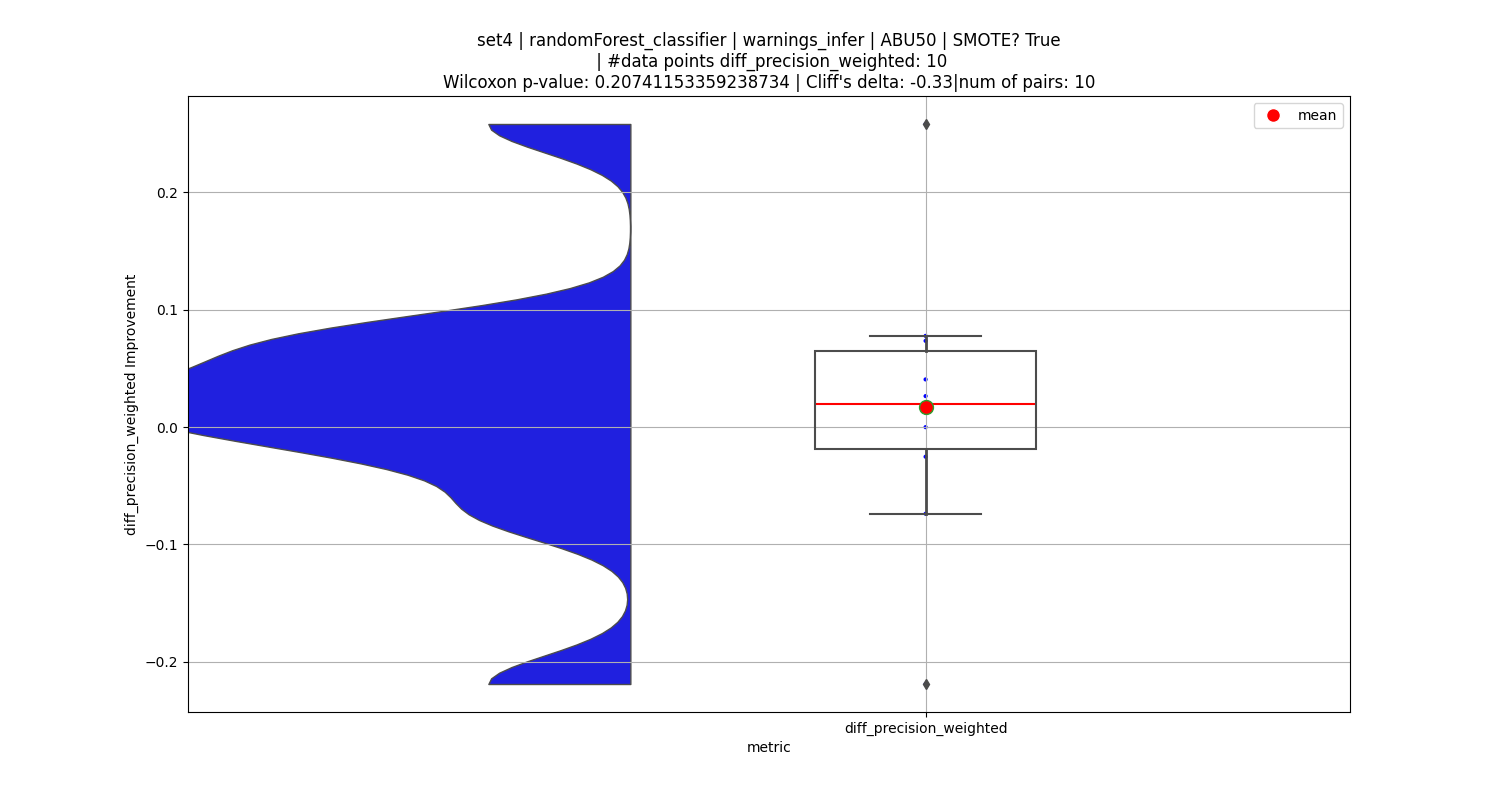 set4 | randomForest_classifier | warnings_infer | ABU50 | SMOTE? True
| #data points diff_precision_weighted: 10
Wilcoxon p-value: 0.20741153359238734 | Cliff's delta: -0.33|num of pairs: 10
mean
0.2
0.1
0.0
−0.1
−0.2
diff_precision_weighted Improvement
diff_precision_weighted
metric